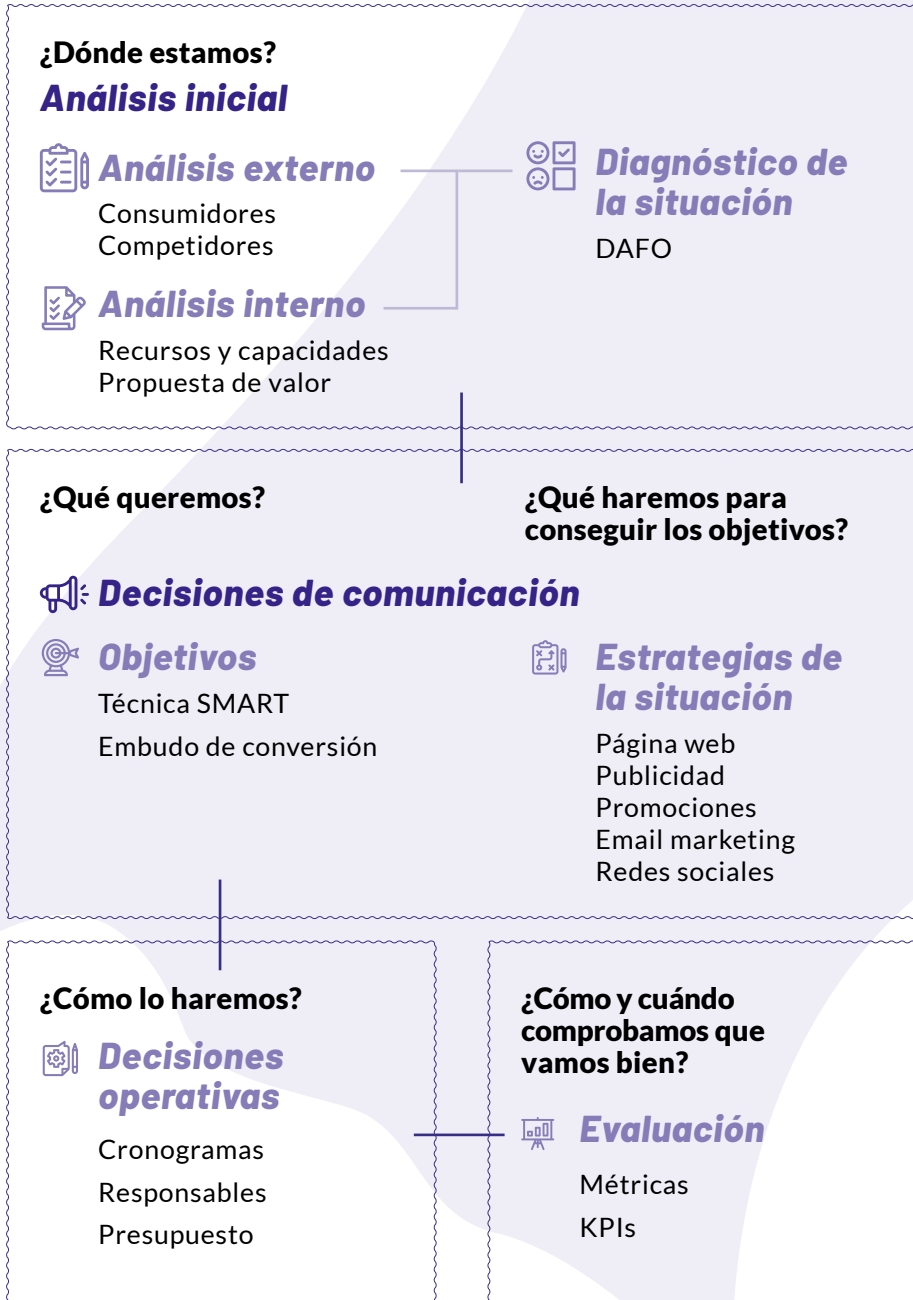 ¿Dónde estamos?
Análisis inicial
Análisis externo
Consumidores
Competidores
Análisis interno
Recursos y capacidades
Propuesta de valor
Diagnóstico de
la situación
DAFO
¿Qué queremos?
¿Qué haremos para
conseguir los objetivos?
Decisiones de comunicación
Objetivos
Técnica SMART
Embudo de conversión
Estrategias de
la situación
Página web
Publicidad
Promociones
Email marketing
Redes sociales
¿Cómo lo haremos?
Decisiones
operativas
Cronogramas
Responsables
Presupuesto
¿Cómo y cuándo
comprobamos que
vamos bien?
Evaluación
Métricas
KPIs